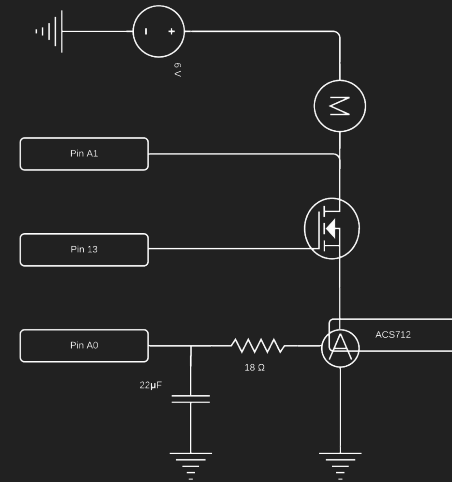 - +
6 V
M
Pin A1
Pin 13
Pin A0
A
ACS712
18 Ω
22μF